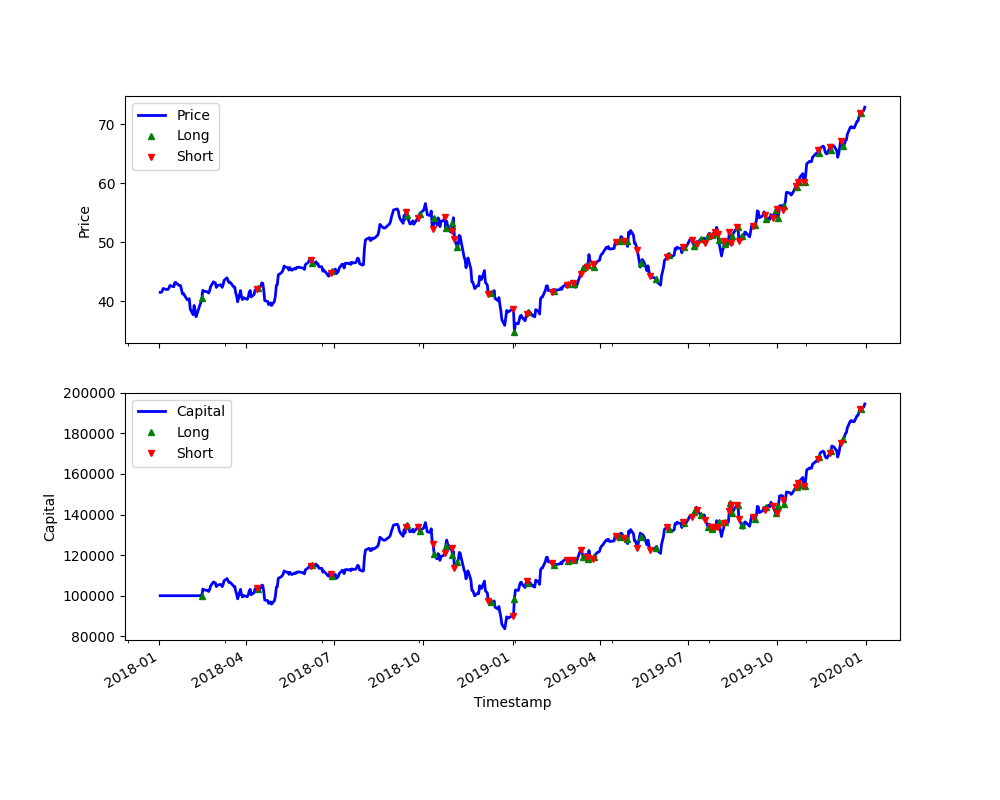 Price
Long
Short
70
60
50
40
Price
Capital
Long
Short
200000
180000
160000
140000
120000
100000
80000
Capital
2018-01
2018-04
2018-07
2018-10
2019-01
2019-04
2019-07
2019-10
2020-01
Timestamp